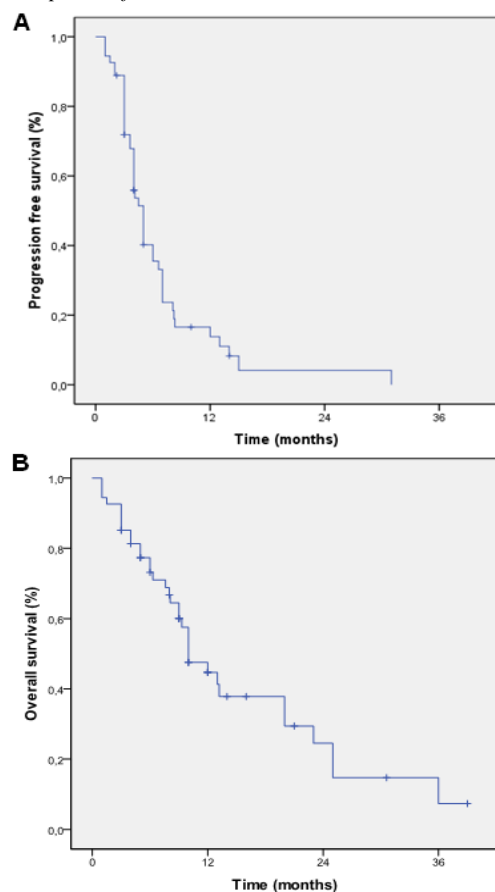 A
1,0
0,8
0,6
0,4
0,2
0,0
Progression free survival (%)
0 12 24 36
Time (months)
B
1,0
0,8
0,6
0,4
0,2
0,0
Overall survival (%)
0 12 24 36
Time (months)